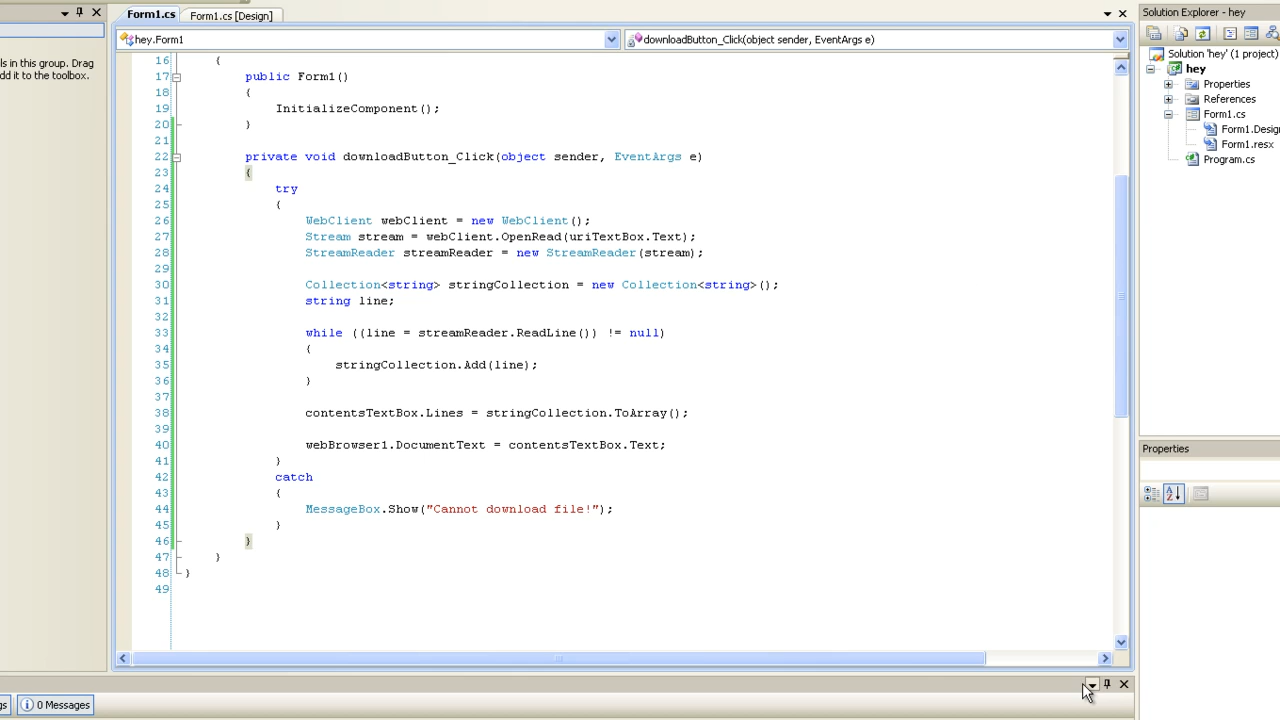 Form1.cs
Form1.cs [Design]
Solution Explorer - hey
hey.Form1
downloadButton_Click(object sender, EventArgs e)
ls in this group. Drag
dd it to the toolbox.
Solution 'hey' (1 project)
hey
Properties
References
Form1.cs
Form1.Desig
Form1.resx
Program.cs
16 {
17 public Form1()
18 {
19 InitializeComponent();
20 }
21
22 private void downloadButton_Click(object sender, EventArgs e)
23 {
24 try
25 {
26 WebClient webClient = new WebClient();
27 Stream stream = webClient.OpenRead(uriTextBox.Text);
28 StreamReader streamReader = new StreamReader(stream);
29
30 Collection<string> stringCollection = new Collection<string>();
31 string line;
32
33 while ((line = streamReader.ReadLine()) != null)
34 {
35 stringCollection.Add(line);
36 }
37
38 contentsTextBox.Lines = stringCollection.ToArray();
39
40 webBrowser1.DocumentText = contentsTextBox.Text;
41 }
42 catch
43 {
44 MessageBox.Show("Cannot download file!");
45 }
46 }
47 }
48 }
49
Properties
gs
0 Messages